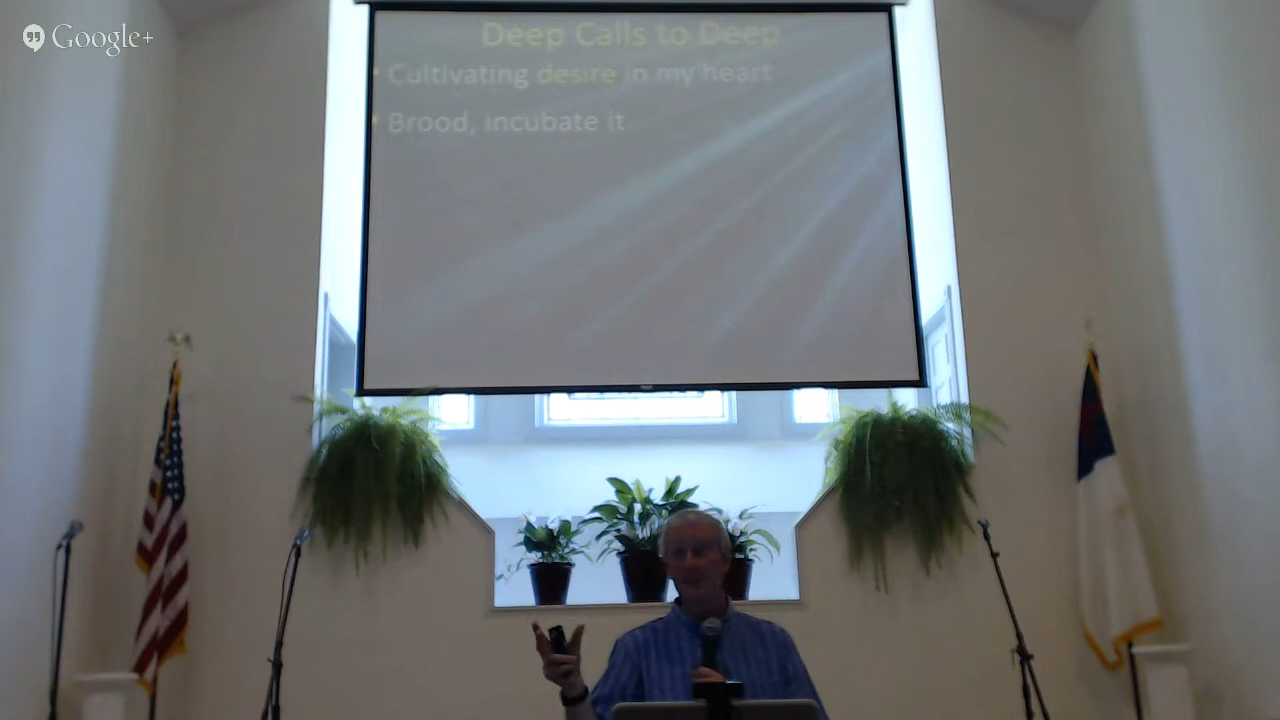 Google+
Deep Calls to Deep
Cultivating desire in my heart
Brood, incubate it